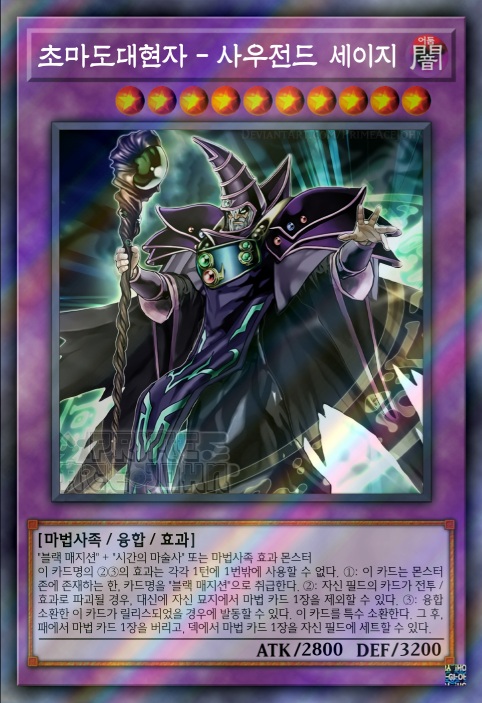 초마도대현자 - 사우전드 세이지
어둠
闇
[마법사족 / 융합 / 효과]
"블랙 매지션" + "시간의 마술사" 또는 마법사족 효과 몬스터
이 카드명의 ②③의 효과는 각각 1턴에 1번밖에 사용할 수 없다. ①: 이 카드는 몬스터
존에 존재하는 한, 카드명을 "블랙 매지션"으로 취급한다. ②: 자신 필드의 카드가 전투 /
효과로 파괴될 경우, 대신에 자신 묘지에서 마법 카드 1장을 제외할 수 있다. ③: 융합
소환한 이 카드가 릴리스되었을 경우에 발동할 수 있다. 이 카드를 특수 소환한다. 그 후,
패에서 마법 카드 1장을 버리고, 덱에서 마법 카드 1장을 자신 필드에 세트할 수 있다.
ATK/2800 DEF/3200